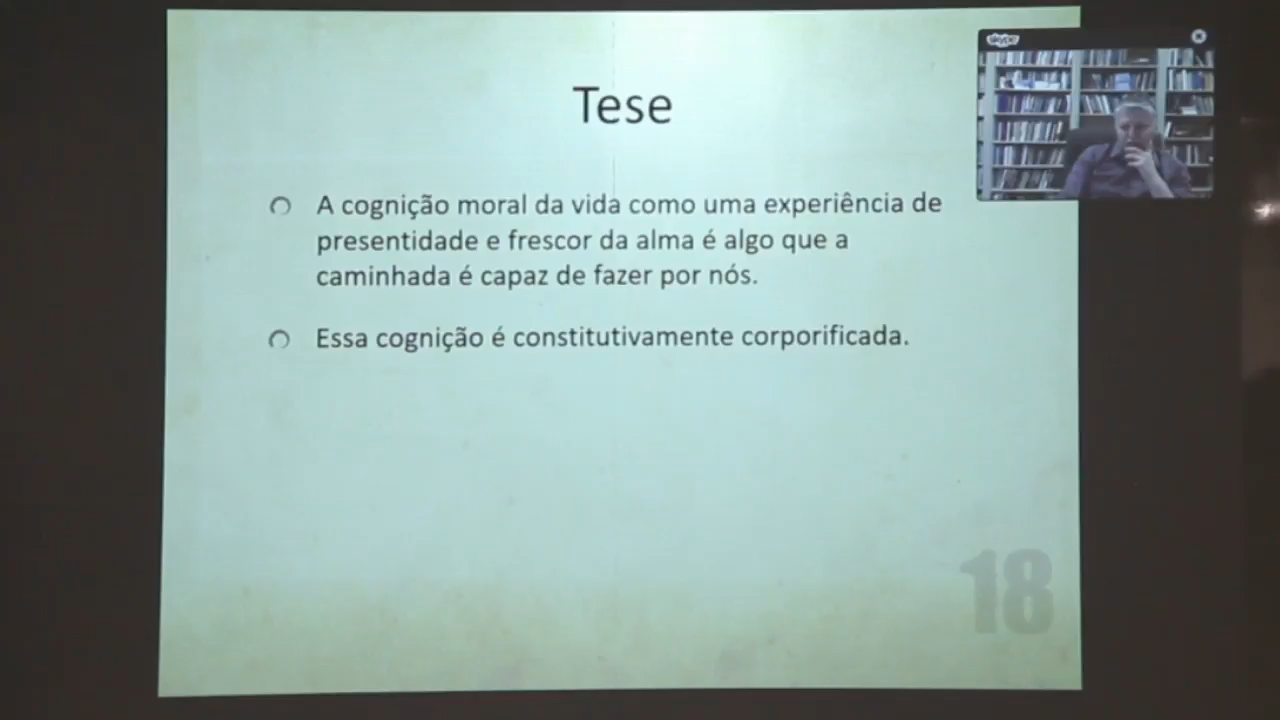 Tese
skype
A cognição moral da vida como uma experiência de
presentidade e frescor da alma é algo que a
caminhada é capaz de fazer por nós.
Essa cognição é constitutivamente corporificada.
18